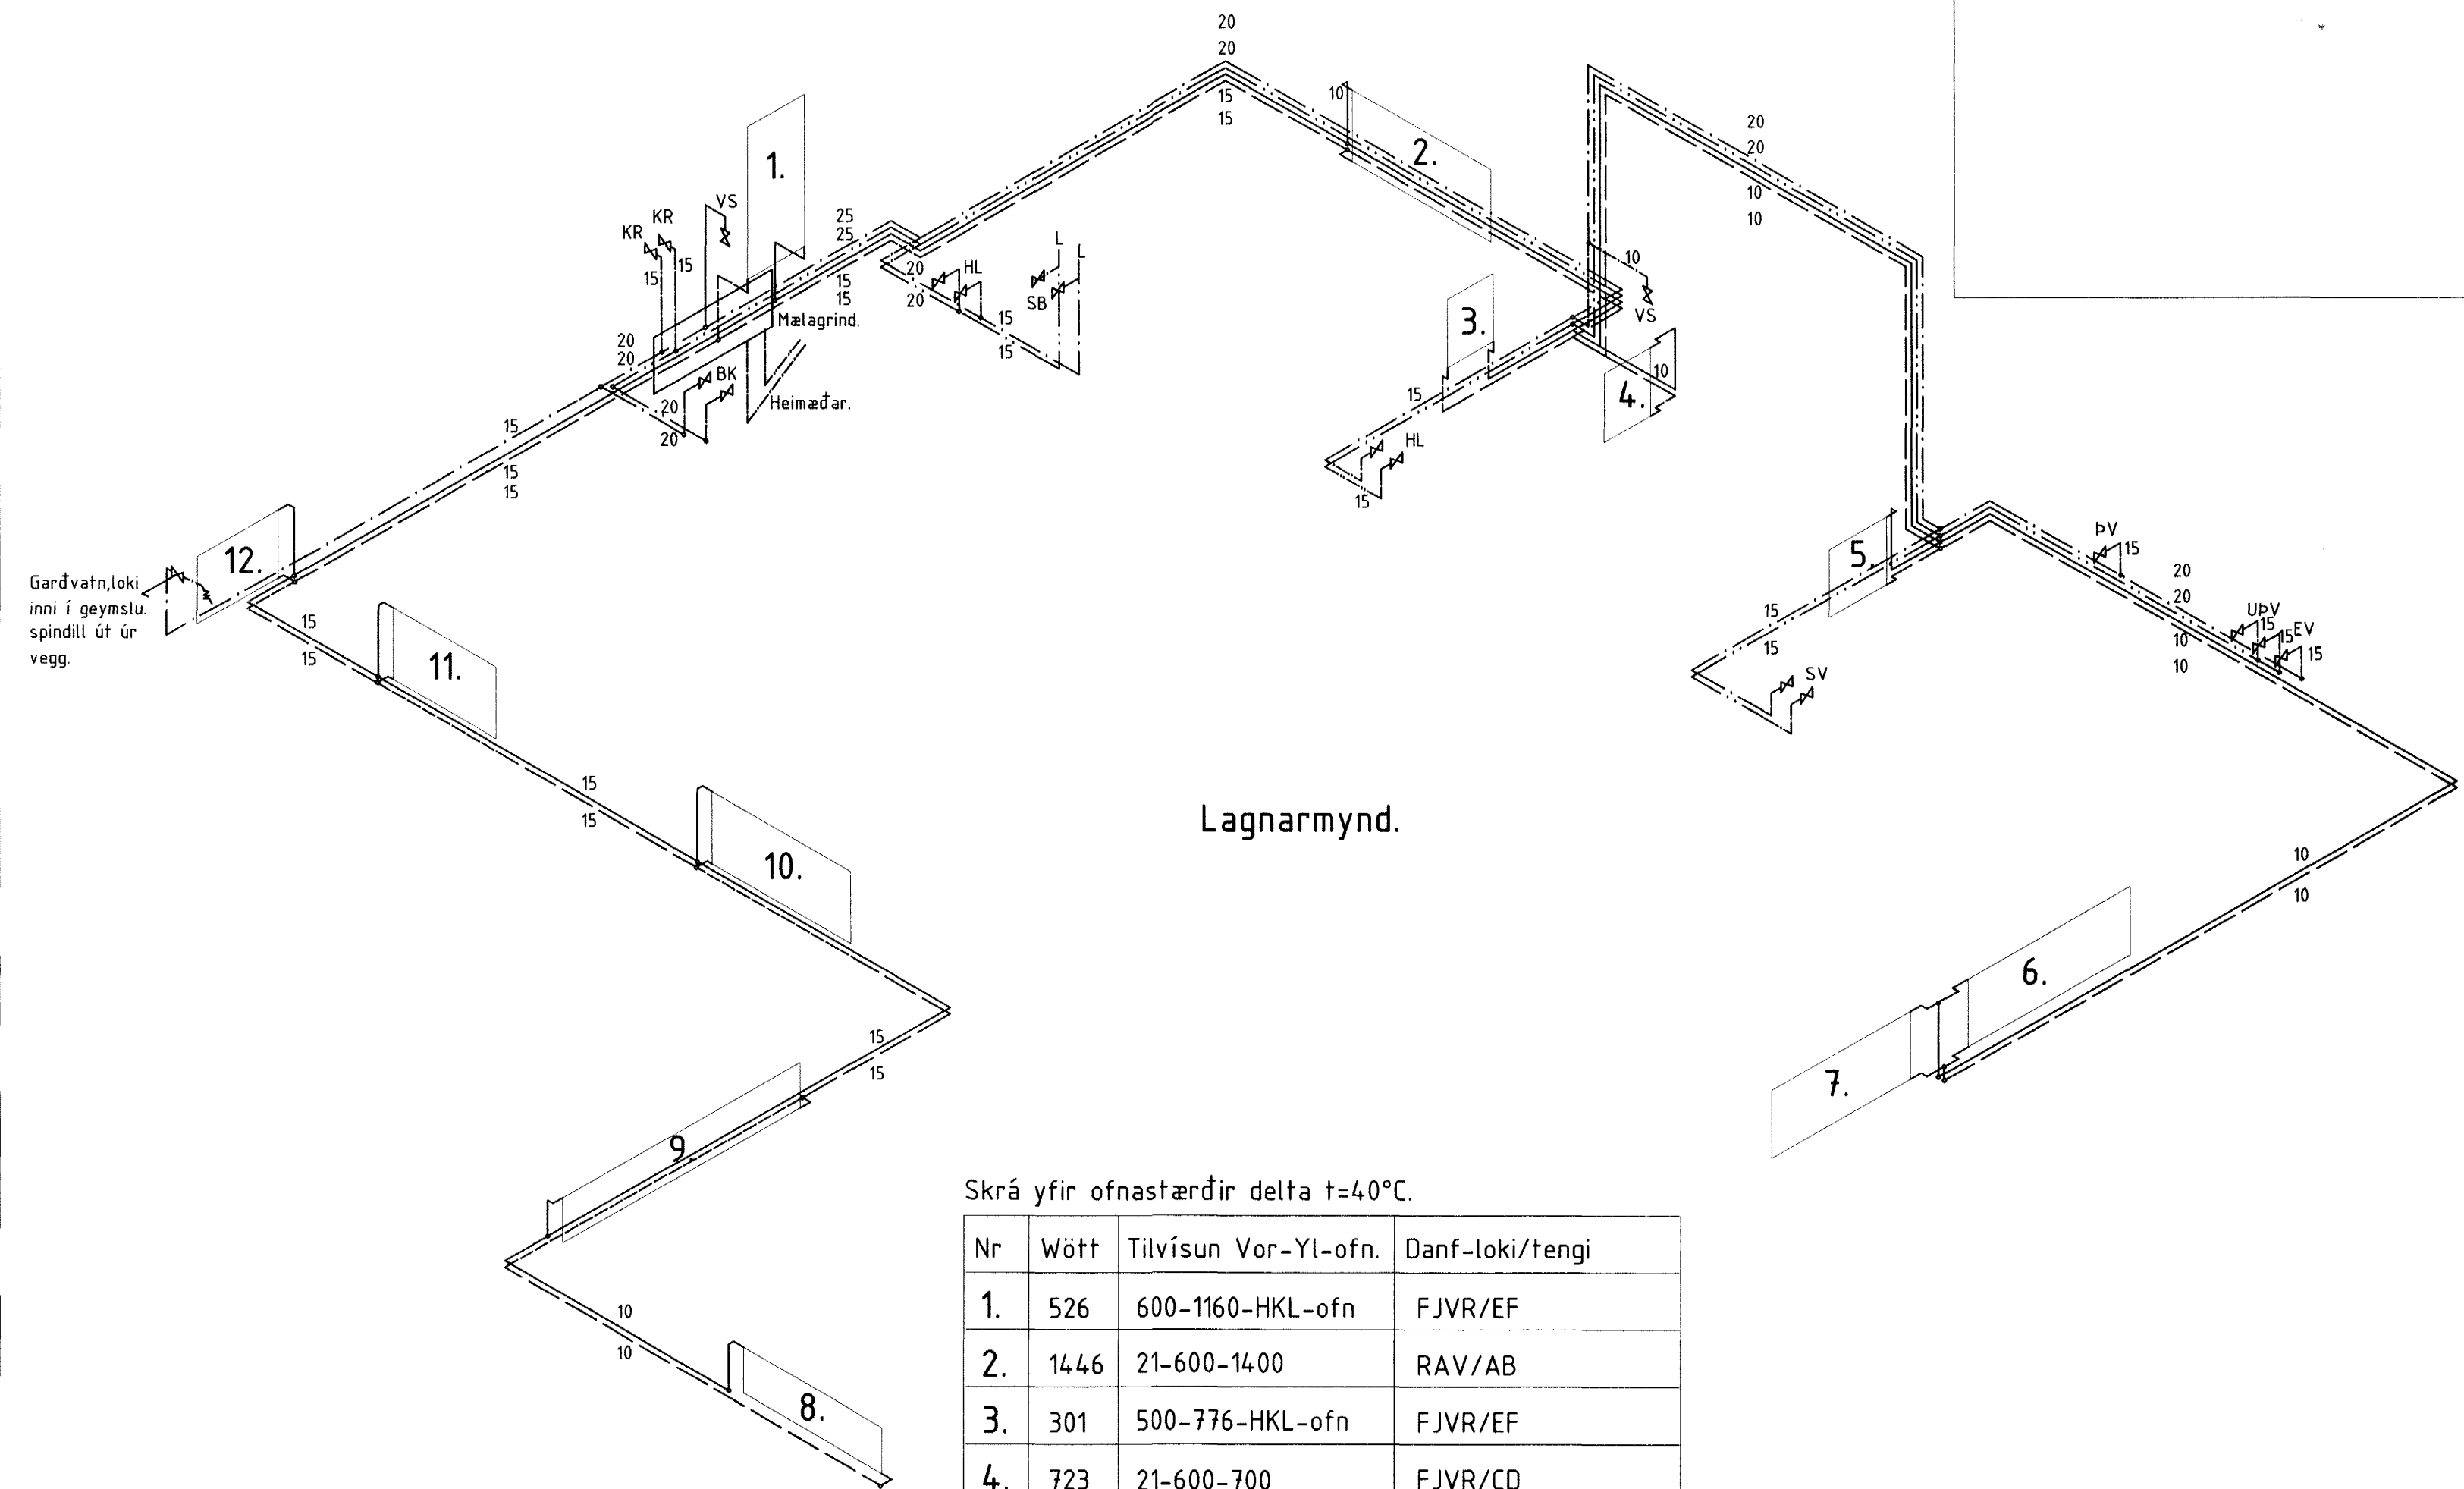 20
20
15
15
10
1.
2.
20
20
10
10
VS
KR
KR
15
15
25
25
15
15
20
20
HL
15
15
L
L
SB
10
VS
3.
4.
10
15
HL
15
Mælagrind.
Heimæðar.
20
20
BK
20
20
15
15
15
12.
Garðvatn,loki
inni í geymslu.
spindill út úr
vegg.
15
15
11.
15
15
10.
5.
15
15
SV
ÞV
15
20
20
10
10
UÞV
15
15
EV
15
10
10
6.
7.
Lagnarmynd.
15
15
9.
10
10
8.
Skrá yfir ofnastærðir delta t=40°C.
Nr Wött Tilvísun Vor-Yl-ofn. Danf-loki/tengi
1. 526 600-1160-HKL-ofn FJVR/EF
2. 1446 21-600-1400 RAV/AB
3. 301 500-776-HKL-ofn FJVR/EF
4. 723 21-600-700 FJVR/CD